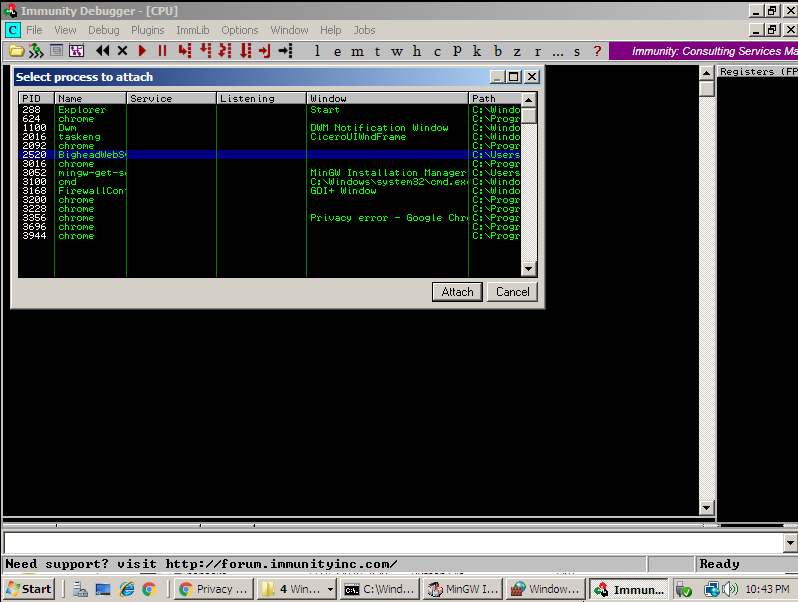 Immunity Debugger - [CPU]
C File View Debug Plugins ImmLib Options Window Help Jobs
l e m t w h c P k b z r ... s ? Immunity: Consulting Services Ma
Registers (FP
Select process to attach
PID Name Service Listening Window Path
288 Explorer Start C:\Windo
624 chrome C:\Progr
1100 Dwm DWM Notification Window C:\Windo
2016 taskeng CiceroUIWndFrame C:\Windo
2092 chrome C:\Progr
2520 BigheadWebS C:\Users
3016 chrome C:\Progr
3052 mingw-get-s MinGW Installation Manager C:\Users
3100 cmd C:\Windows\system32\cmd.ex C:\Windo
3168 FirewallCon GDI+ Window C:\Progr
3200 chrome C:\Progr
3228 chrome C:\Progr
3356 chrome Privacy error - Google Chr C:\Progr
3696 chrome C:\Progr
3944 chrome C:\Progr
Attach Cancel
Need support? visit http://forum.immunityinc.com/ Ready
Start Privacy ... 4 Win... C:\Wind... MinGW I... Window... Immun... 10:43 PM